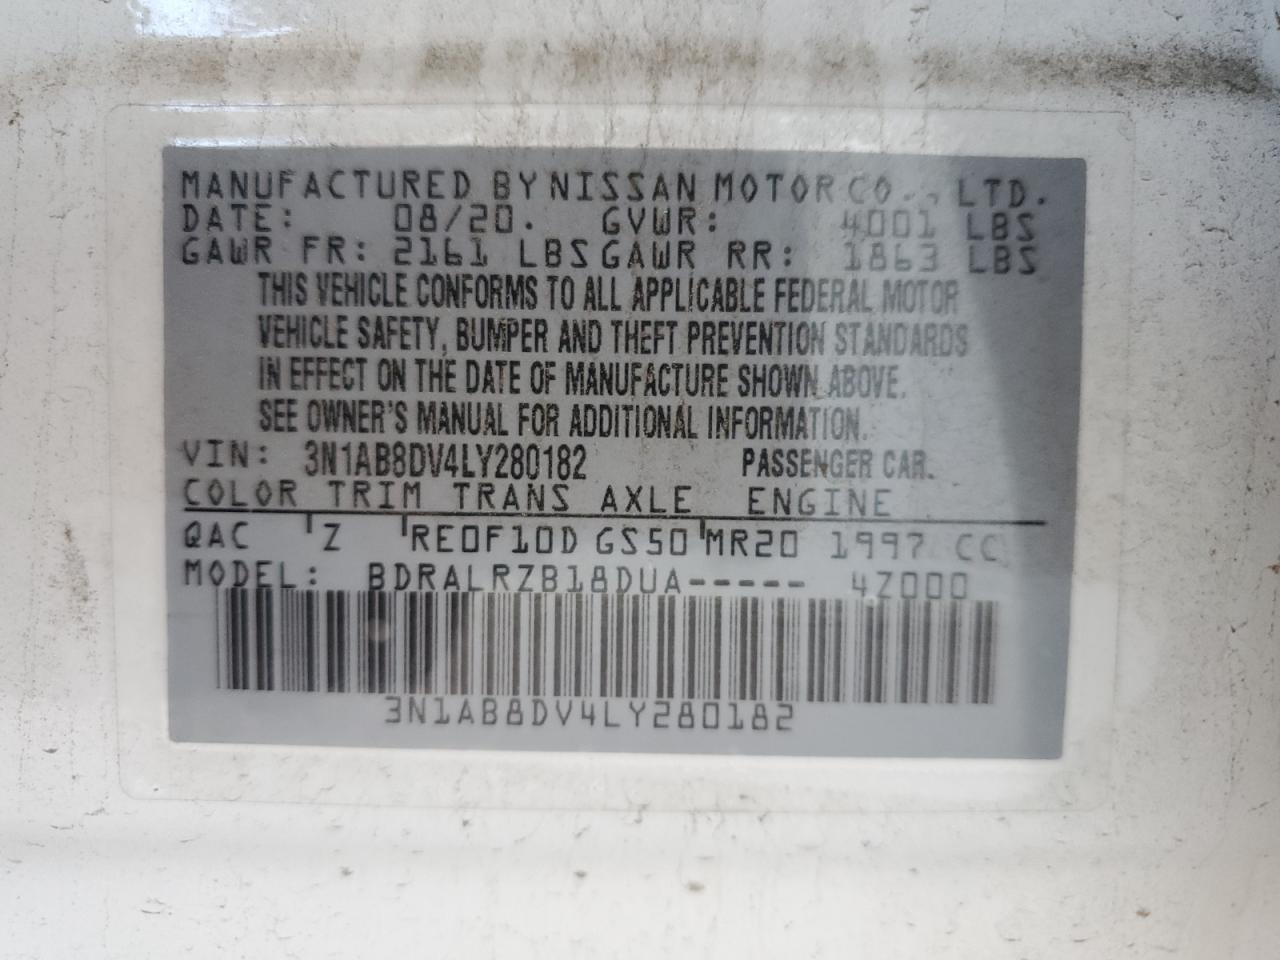 MANUFACTURED BY NISSAN MOTOR CO., LTD.
DATE: 08/20. GVWR: 4001 LBS
GAWR FR: 2161 LBS GAWR RR: 1863 LBS
THIS VEHICLE CONFORMS TO ALL APPLICABLE FEDERAL MOTOR
VEHICLE SAFETY, BUMPER AND THEFT PREVENTION STANDARDS
IN EFFECT ON THE DATE OF MANUFACTURE SHOWN ABOVE.
SEE OWNER'S MANUAL FOR ADDITIONAL INFORMATION.
VIN: 3N1AB8DV4LY280182 PASSENGER CAR.
COLOR TRIM TRANS AXLE ENGINE
QAC Z RE0F10D GS50 MR20 1997 CC
MODEL: BDRALRZB18DUA----- 4Z000
3N1AB8DV4LY280182